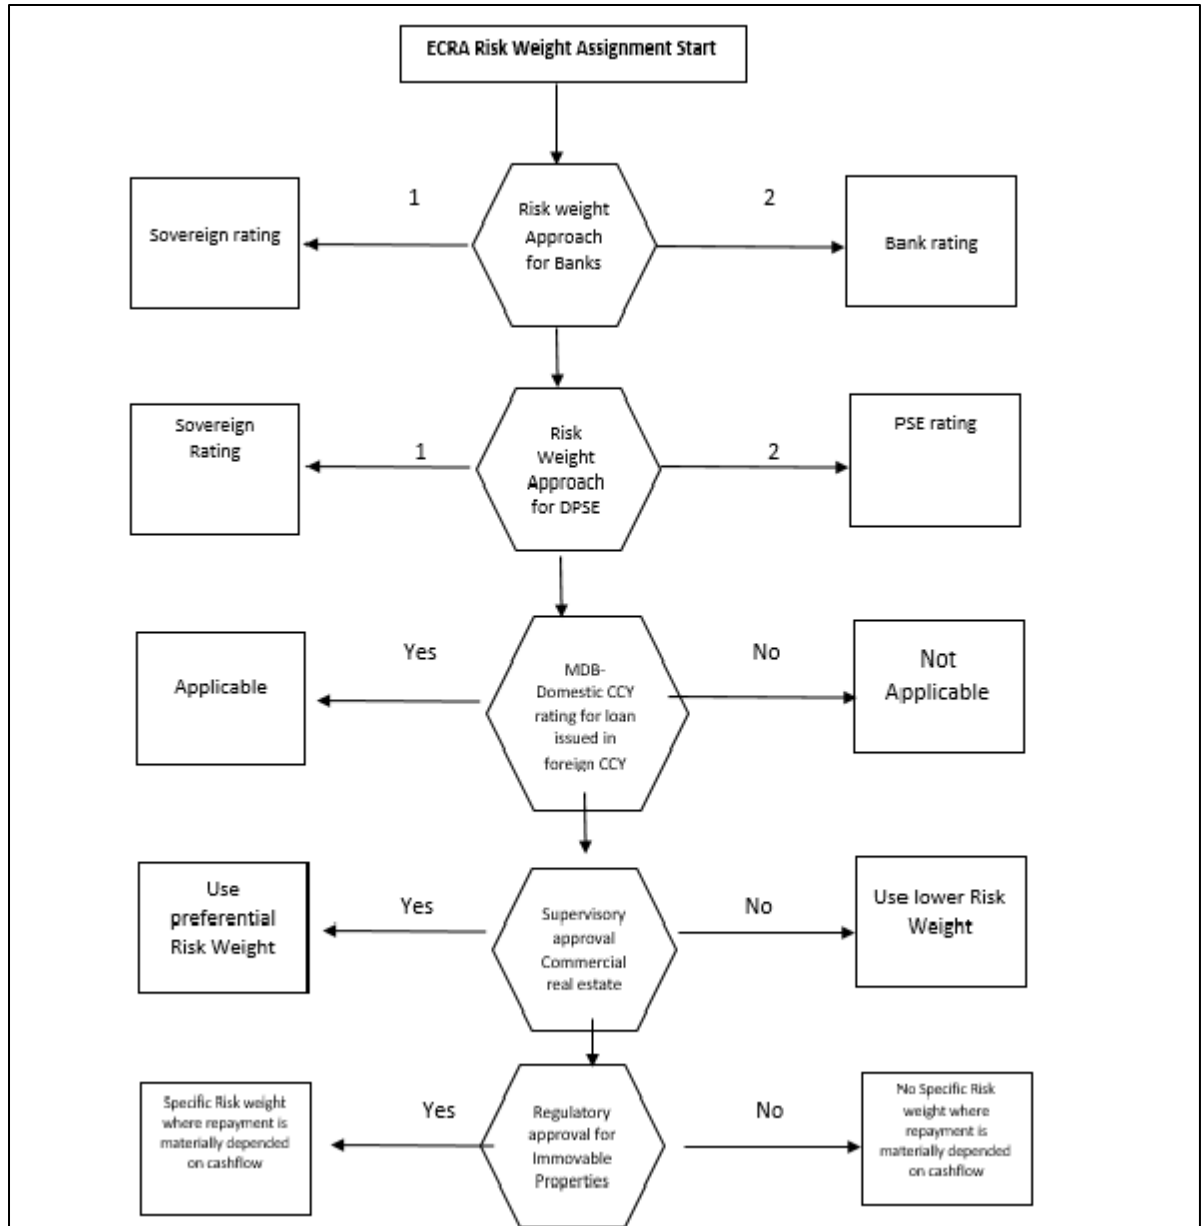 ECRA Risk Weight Assignment Start
1
2
Sovereign rating
Risk weight
Approach
for Banks
Bank rating
Sovereign
Rating
1
Risk
Weight
Approach
for DPSE
2
PSE rating
Applicable
Yes
MDB-
Domestic CCY
rating for loan
issued in
foreign CCY
No
Not
Applicable
Use
preferential
Risk Weight
Yes
Supervisory
approval
Commercial
real estate
No
Use lower Risk
Weight
Specific Risk weight
where repayment is
materially depended
on cashflow
Yes
Regulatory
approval for
Immovable
Properties
No
No Specific Risk
weight where
repayment is
materially depended
on cashflow